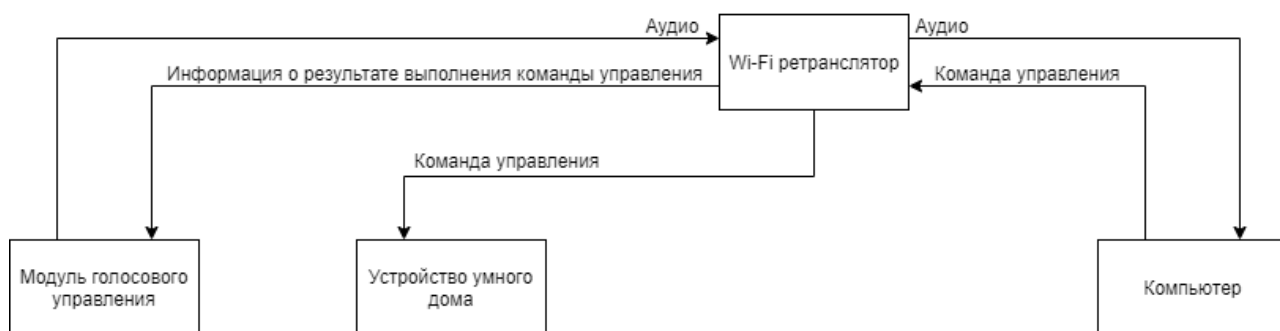 Аудио
Аудио
Wi-Fi ретранслятор
Информация о результате выполнения команды управления
Команда управления
Команда управления
Модуль голосового
управления
Устройство умного
дома
Компьютер